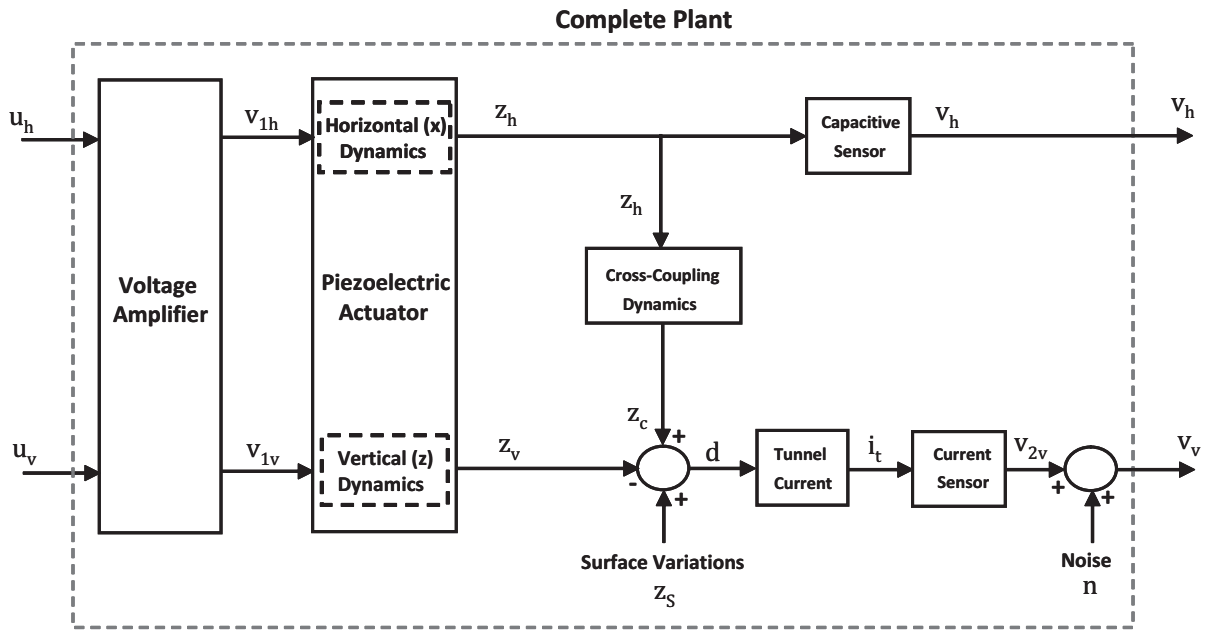 Complete Plant
u_h
v_1h
Horizontal (x)
Dynamics
z_h
Capacitive
Sensor
v_h
v_h
z_h
Voltage
Amplifier
Piezoelectric
Actuator
Cross-Coupling
Dynamics
z_c
+
u_v
v_1v
Vertical (z)
Dynamics
z_v
-
+
d
Tunnel
Current
i_t
Current
Sensor
v_2v
+
+
v_v
Surface Variations
z_S
Noise
n